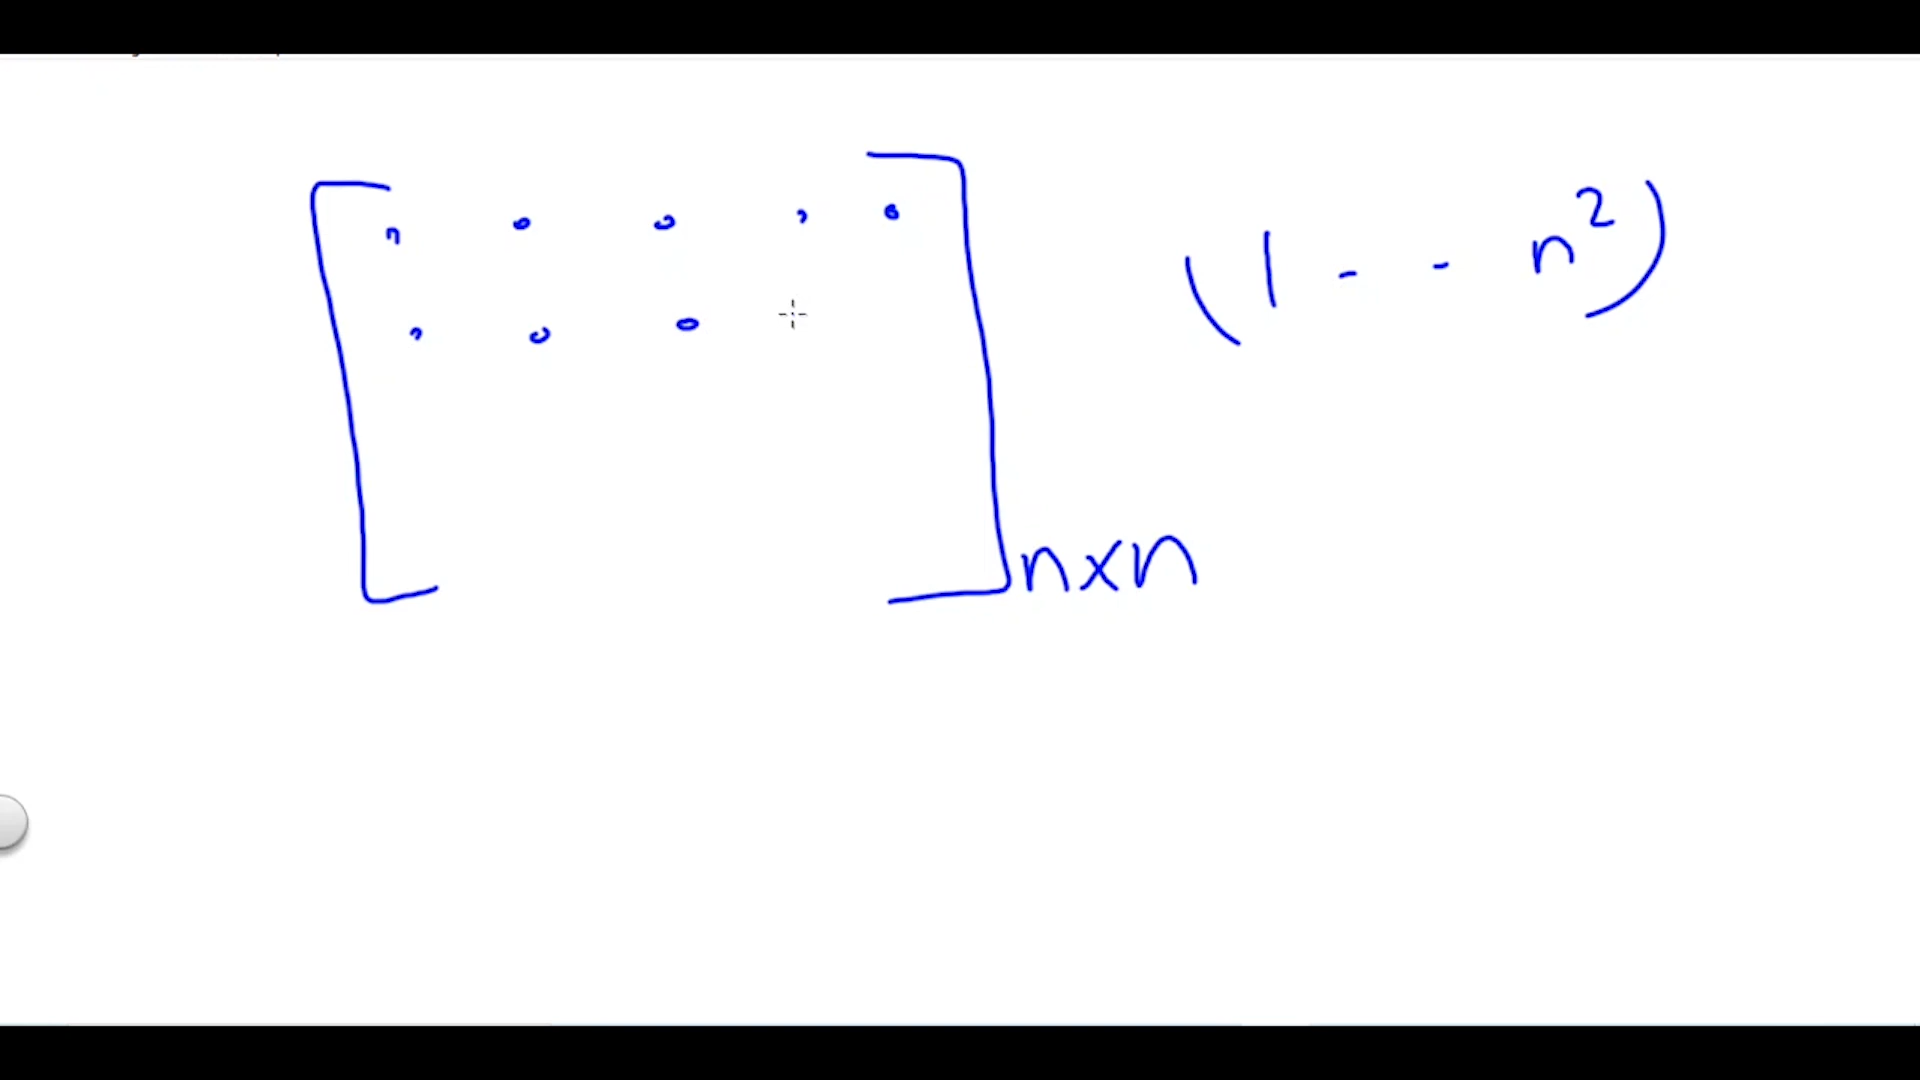 (1 - - n²)
n×n